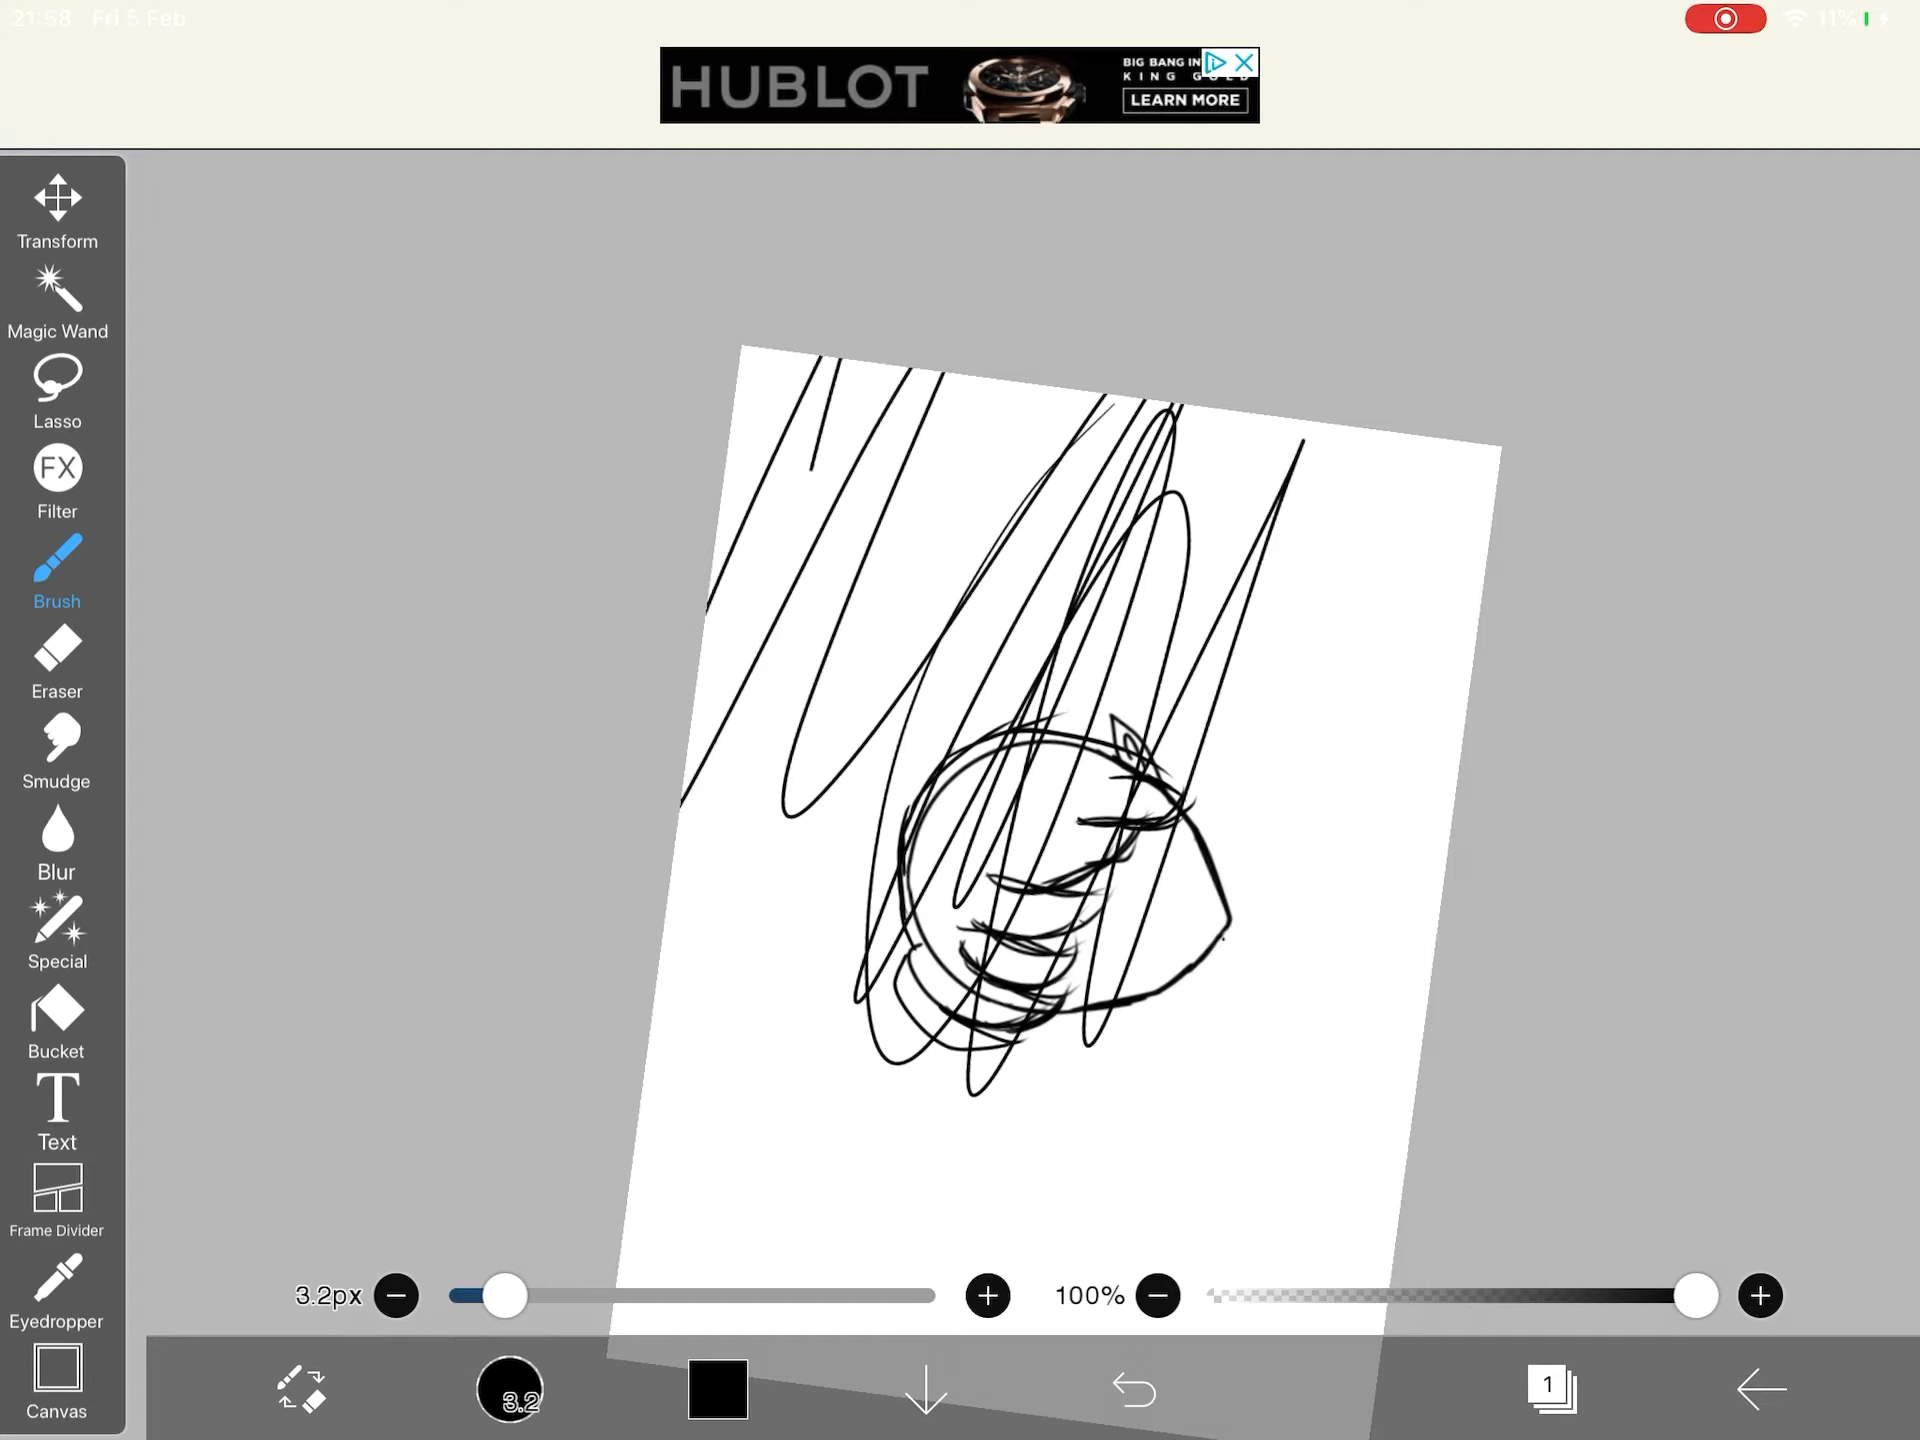 21:58 Fri 5 Feb
11%
HUBLOT
BIG BANG IN
KING GOLD
LEARN MORE
Transform
Magic Wand
Lasso
FX
Filter
Brush
Eraser
Smudge
Blur
Special
Bucket
T
Text
Frame Divider
Eyedropper
Canvas
3.2px
100%
3.2
1